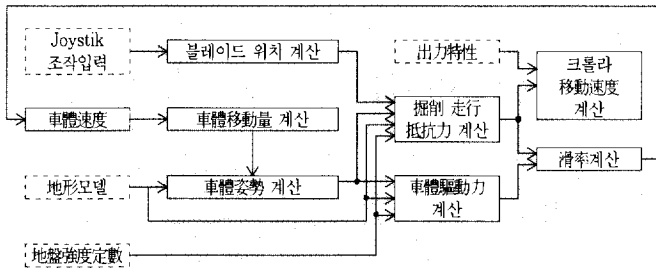 Joystik
조작입력
블레이드 위치 계산
出力特性
크롤라
移動速度
계산
車體速度
車體移動量 계산
掘削 走行
抵抗力 계산
滑率계산
地形모델
車體姿勢 계산
車體驅動力
계산
地盤强度定數